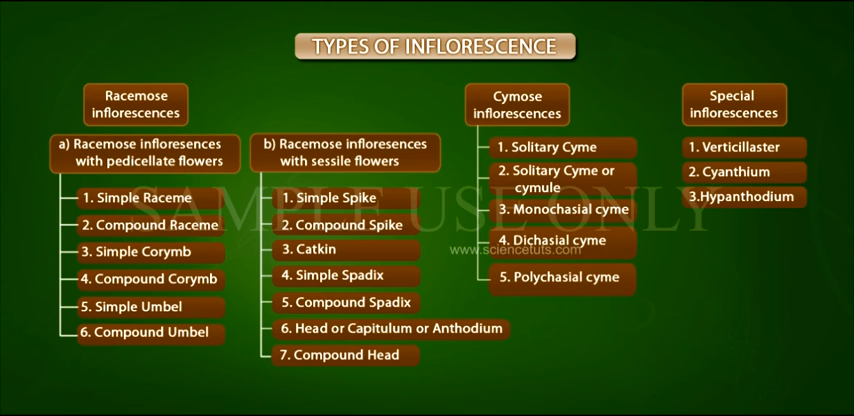 TYPES OF INFLORESCENCE
Racemose
inflorescences
a) Racemose infloresences
with pedicellate flowers
1. Simple Raceme
2. Compound Raceme
3. Simple Corymb
4. Compound Corymb
5. Simple Umbel
6. Compound Umbel
b) Racemose infloresences
with sessile flowers
1. Simple Spike
2. Compound Spike
3. Catkin
4. Simple Spadix
5. Compound Spadix
6. Head or Capitulum or Anthodium
7. Compound Head
Cymose
inflorescences
1. Solitary Cyme
2. Solitary Cyme or
cymule
3. Monochasial cyme
4. Dichasial cyme
5. Polychasial cyme
Special
inflorescences
1. Verticillaster
2. Cyanthium
3.Hypanthodium
SAMPLE USE ONLY
www.sciencetuts.com